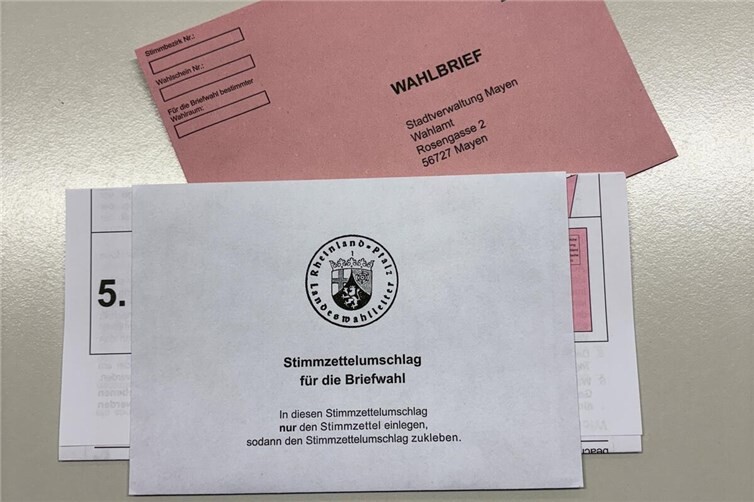 Stimmbezirk Nr.:
Wahlschein Nr.:
Für die Briefwahl bestimmter
Wahlraum:
WAHLBRIEF
Stadtverwaltung Mayen
Wahlamt
Rosengasse 2
56727 Mayen
5.
Rheinland-Pfalz
1
Landeswahlleiter
Stimmzettelumschlag
für die Briefwahl
In diesen Stimmzettelumschlag
nur den Stimmzettel einlegen,
sodann den Stimmzettelumschlag zukleben.